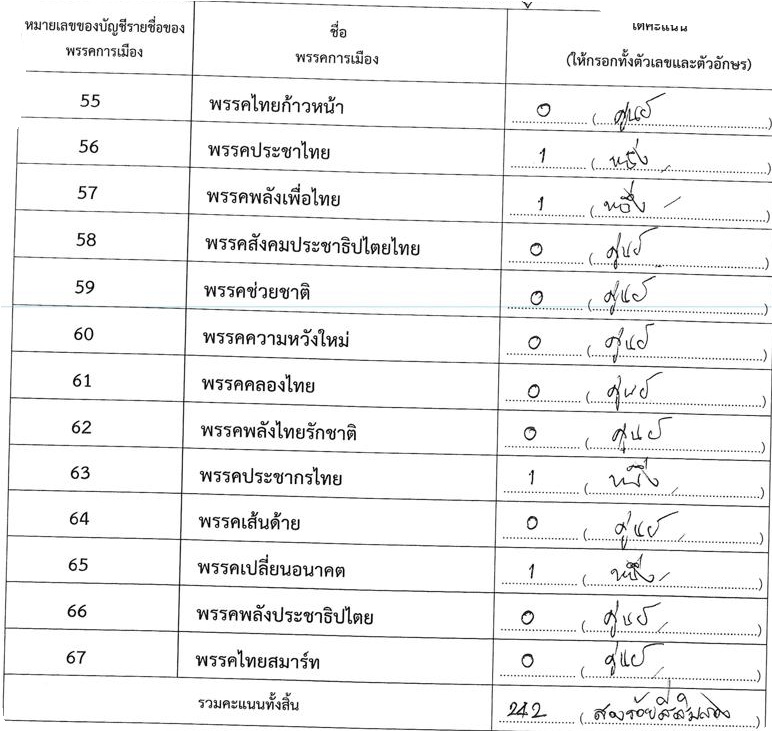 หมายเลขของบัญชีรายชื่อของ
พรรคการเมือง
ชื่อ
พรรคการเมือง
ได้คะแนน
(ให้กรอกทั้งตัวเลขและตัวอักษร)
55 พรรคไทยก้าวหน้า 0 (ศูนย์)
56 พรรคประชาไทย 1 (หนึ่ง)
57 พรรคพลังเพื่อไทย 1 (หนึ่ง)
58 พรรคสังคมประชาธิปไตยไทย 0 (ศูนย์)
59 พรรคช่วยชาติ 0 (ศูนย์)
60 พรรคความหวังใหม่ 0 (ศูนย์)
61 พรรคคลองไทย 0 (ศูนย์)
62 พรรคพลังไทยรักชาติ 0 (ศูนย์)
63 พรรคประชากรไทย 1 (หนึ่ง)
64 พรรคเส้นด้าย 0 (ศูนย์)
65 พรรคเปลี่ยนอนาคต 1 (หนึ่ง)
66 พรรคพลังประชาธิปไตย 0 (ศูนย์)
67 พรรคไทยสมาร์ท 0 (ศูนย์)
รวมคะแนนทั้งสิ้น 242 (สองร้อยสี่สิบสอง)